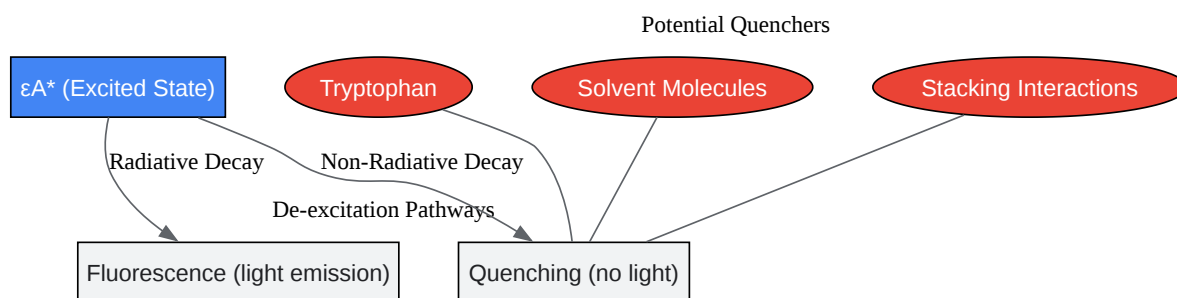 Potential Quenchers
εA* (Excited State)
Tryptophan
Solvent Molecules
Stacking Interactions
Radiative Decay
Non-Radiative Decay
De-excitation Pathways
Fluorescence (light emission)
Quenching (no light)